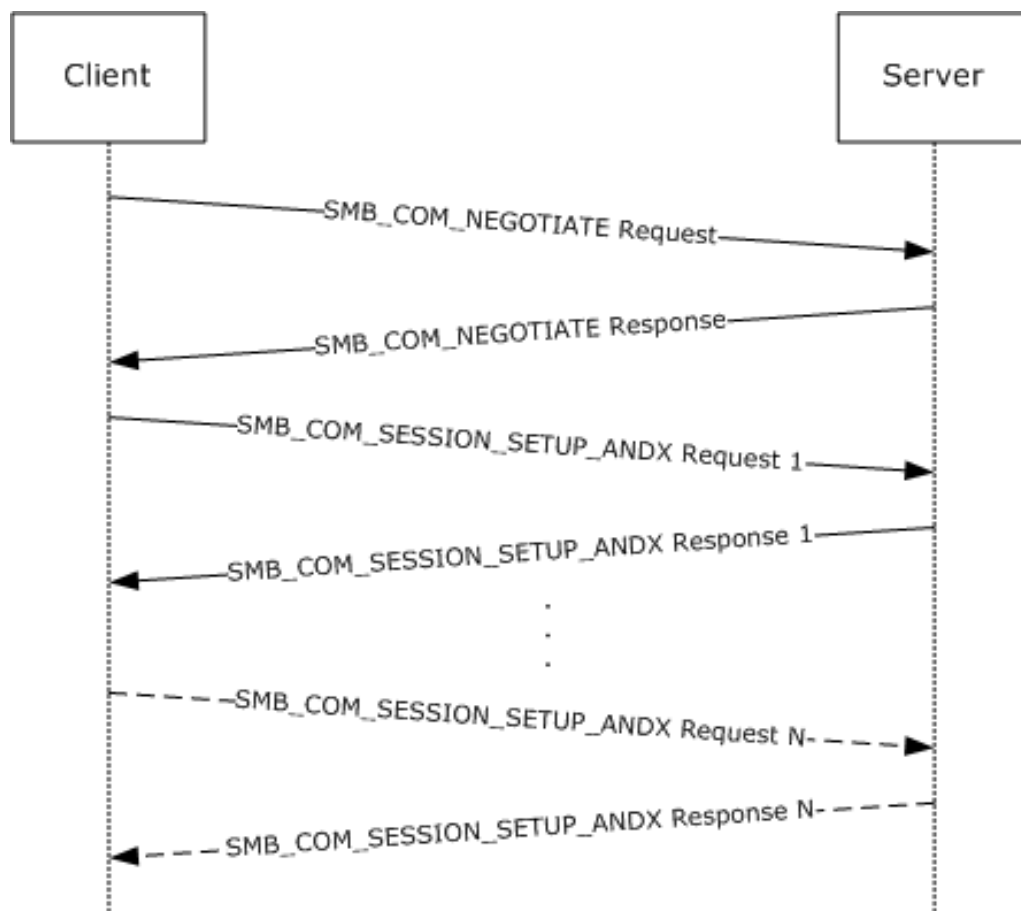 Client
Server
SMB_COM_NEGOTIATE Request
SMB_COM_NEGOTIATE Response
SMB_COM_SESSION_SETUP_ANDX Request 1
SMB_COM_SESSION_SETUP_ANDX Response 1
SMB_COM_SESSION_SETUP_ANDX Request N
SMB_COM_SESSION_SETUP_ANDX Response N